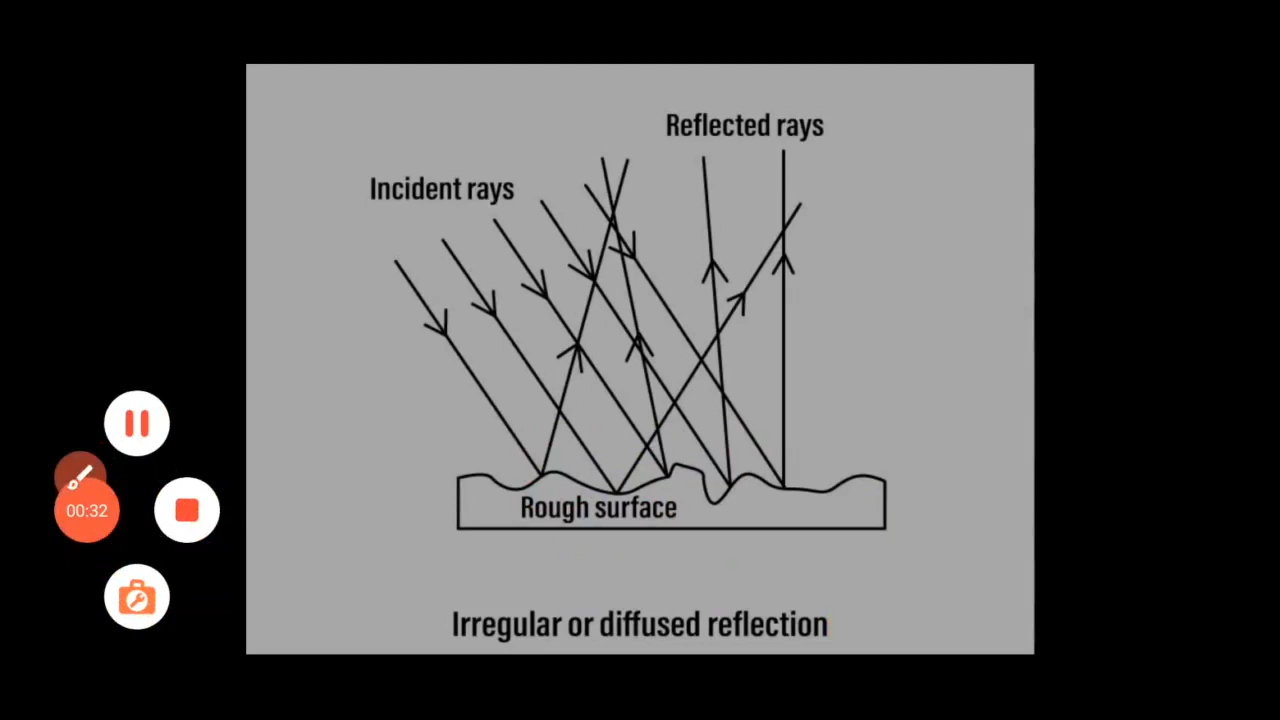 Reflected rays
Incident rays
Rough surface
00:32
Irregular or diffused reflection